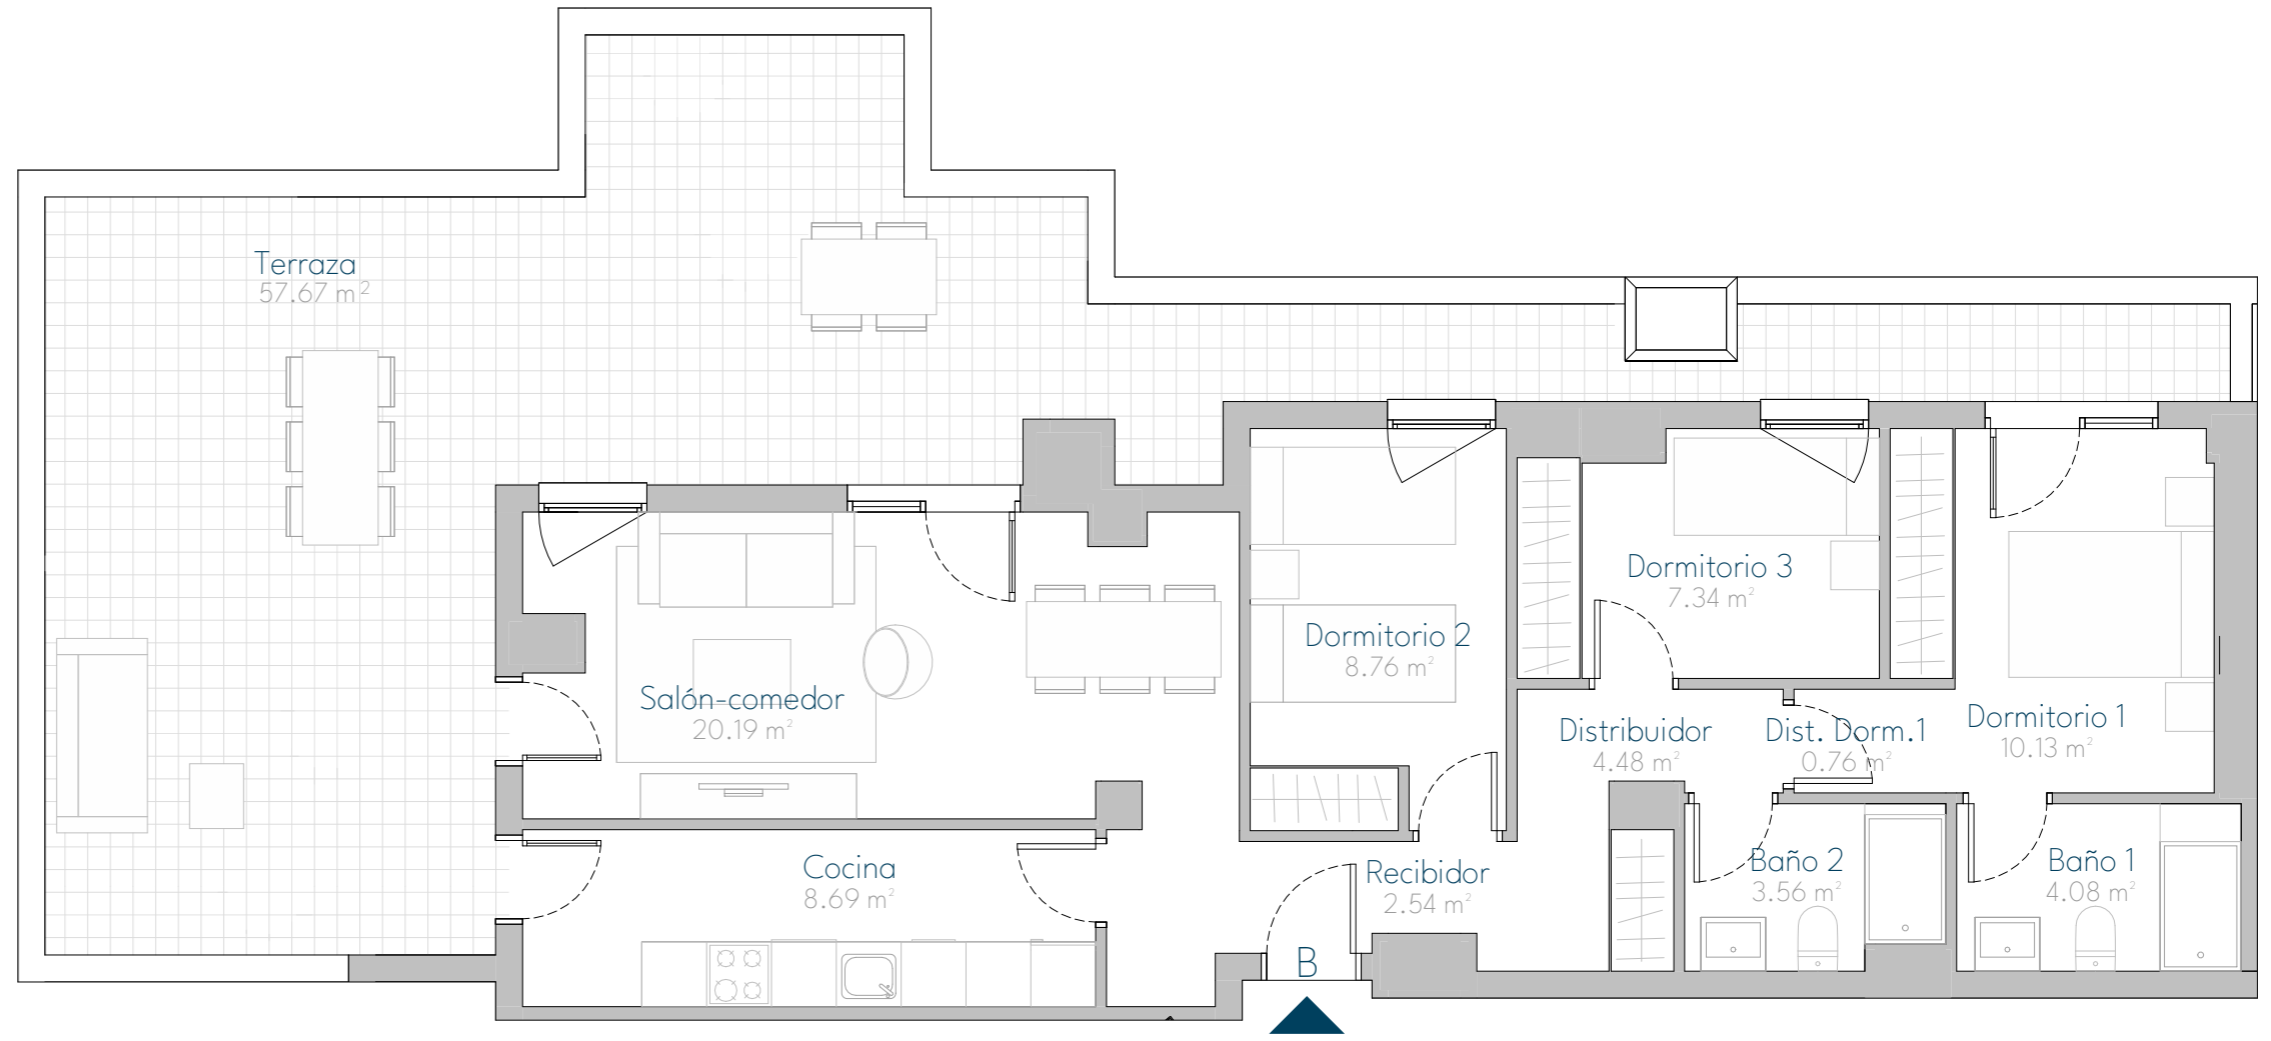 Terraza
57.67 m²
Dormitorio 3
7.34 m²
Dormitorio 2
8.76 m²
Salón-comedor
20.19 m²
Distribuidor
4.48 m²
Dist. Dorm.1
0.76 m²
Dormitorio 1
10.13 m²
Cocina
8.69 m²
Recibidor
2.54 m²
Baño 2
3.56 m²
Baño 1
4.08 m²
B